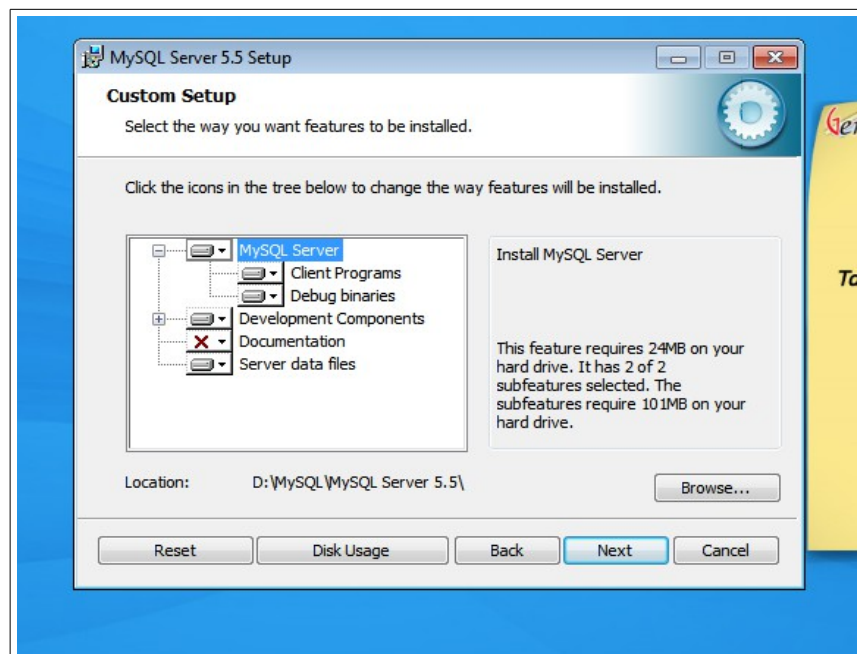 MySQL Server 5.5 Setup
Custom Setup
Select the way you want features to be installed.
Click the icons in the tree below to change the way features will be installed.
MySQL Server
Client Programs
Debug binaries
Development Components
Documentation
Server data files
Install MySQL Server
This feature requires 24MB on your
hard drive. It has 2 of 2
subfeatures selected. The
subfeatures require 101MB on your
hard drive.
Location: D:\MySQL\MySQL Server 5.5\
Browse...
Reset Disk Usage Back Next Cancel